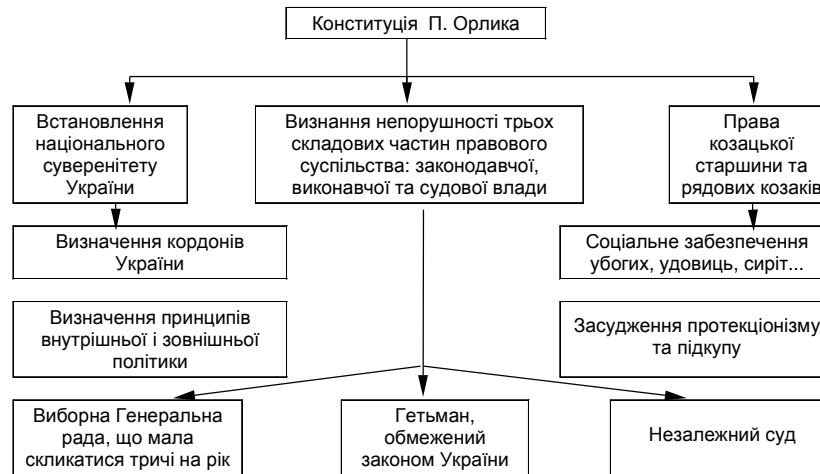 Конституція П. Орлика
Встановлення
національного
суверенітету
України
Визнання непорушності трьох
складових частин правового
суспільства: законодавчої,
виконавчої та судової влади
Права
козацької
старшини та
рядових козаків
Визначення кордонів
України
Соціальне забезпечення
убогих, удовиць, сиріт...
Визначення принципів
внутрішньої і зовнішньої
політики
Засудження протекціонізму
та підкупу
Виборна Генеральна
рада, що мала
скликатися тричі на рік
Гетьман,
обмежений
законом України
Незалежний суд